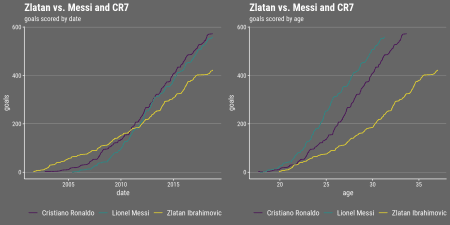 Zlatan vs. Messi and CR7
goals scored by date
600
400
200
0
goals
2005
2010
2015
date
Cristiano Ronaldo
Lionel Messi
Zlatan Ibrahimovic
Zlatan vs. Messi and CR7
goals scored by age
600
400
200
0
goals
20
25
30
35
age
Cristiano Ronaldo
Lionel Messi
Zlatan Ibrahimovic